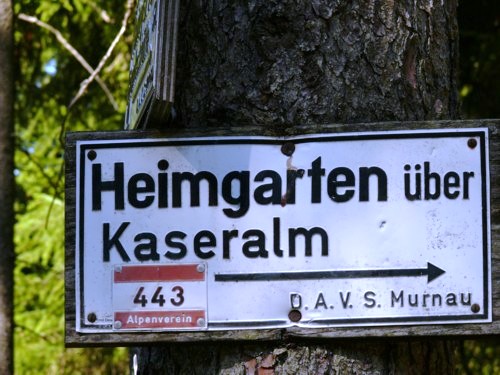 Heimgarten über
Kaseralm
443
Alpenverein
D.A.V.S. Murnau